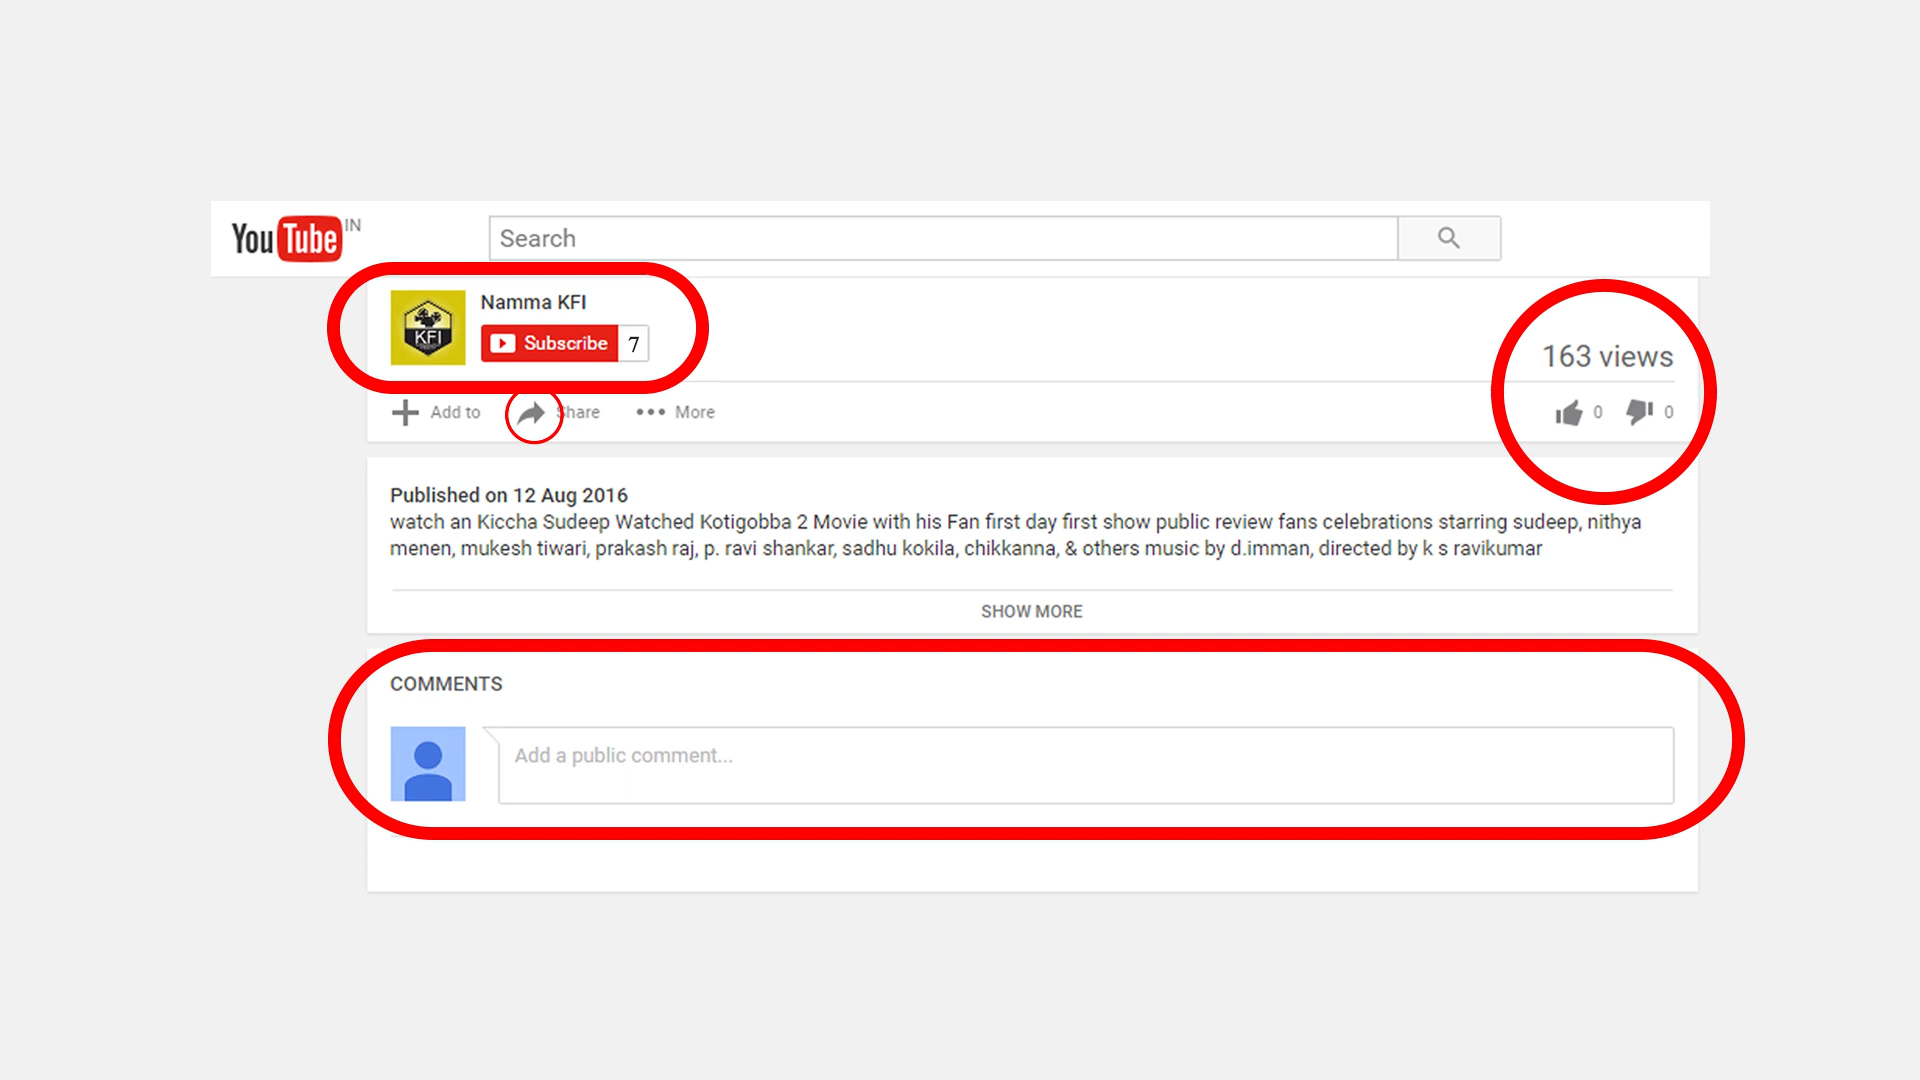 YouTube IN
Search
Namma KFI
KFI
Subscribe 7
163 views
Add to Share More 0 0
Published on 12 Aug 2016
watch an Kiccha Sudeep Watched Kotigobba 2 Movie with his Fan first day first show public review fans celebrations starring sudeep, nithya
menen, mukesh tiwari, prakash raj, p. ravi shankar, sadhu kokila, chikkanna, & others music by d.imman, directed by k s ravikumar
SHOW MORE
COMMENTS
Add a public comment...